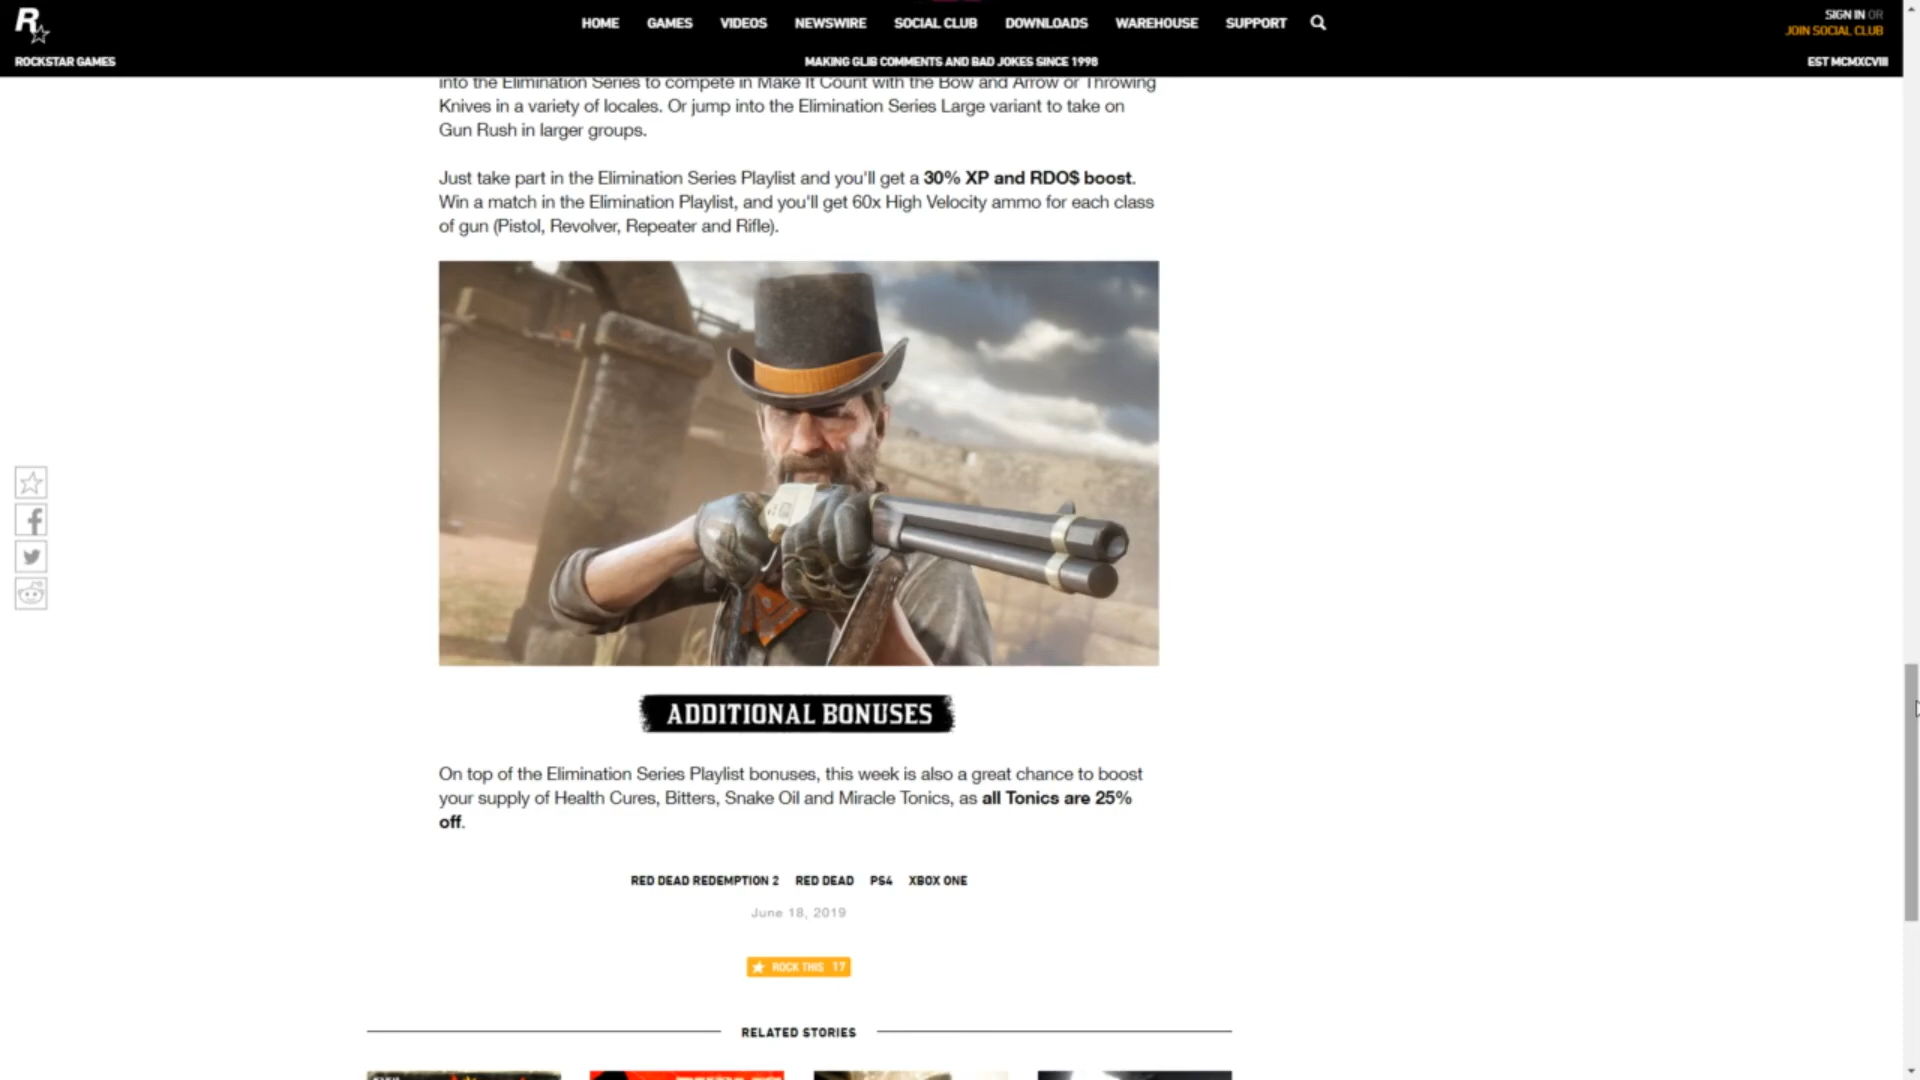 R
HOME GAMES VIDEOS NEWSWIRE SOCIAL CLUB DOWNLOADS WAREHOUSE SUPPORT
SIGN IN OR
JOIN SOCIAL CLUB
ROCKSTAR GAMES
MAKING GLIB COMMENTS AND BAD JOKES SINCE 1998
EST MCMXCVIII
into the Elimination Series to compete in Make It Count with the Bow and Arrow or Throwing
Knives in a variety of locales. Or jump into the Elimination Series Large variant to take on
Gun Rush in larger groups.
Just take part in the Elimination Series Playlist and you'll get a 30% XP and RDO$ boost.
Win a match in the Elimination Playlist, and you'll get 60x High Velocity ammo for each class
of gun (Pistol, Revolver, Repeater and Rifle).
ADDITIONAL BONUSES
On top of the Elimination Series Playlist bonuses, this week is also a great chance to boost
your supply of Health Cures, Bitters, Snake Oil and Miracle Tonics, as all Tonics are 25%
off.
RED DEAD REDEMPTION 2 RED DEAD PS4 XBOX ONE
June 18, 2019
ROCK THIS 17
RELATED STORIES